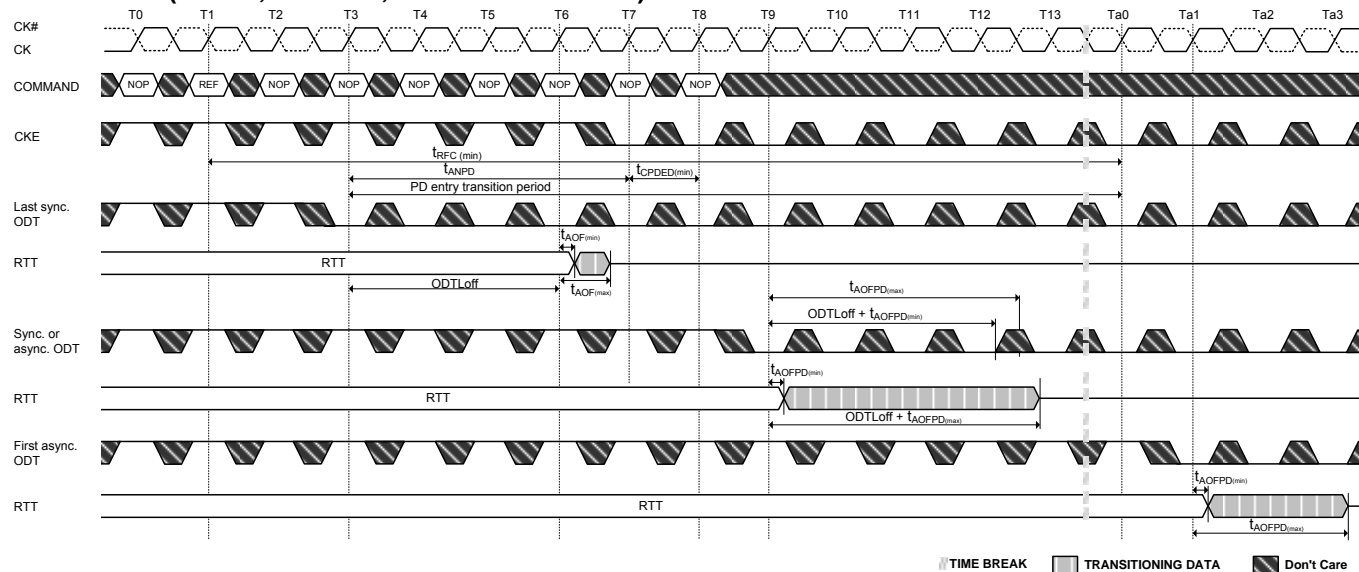 T0 T1 T2 T3 T4 T5 T6 T7 T8 T9 T10 T11 T12 T13 Ta0 Ta1 Ta2 Ta3
CK#
CK
COMMAND NOP REF NOP NOP NOP NOP NOP NOP NOP
CKE
tRFC (min)
tANPD tCPDED(min)
PD entry transition period
Last sync.
ODT
tAOF(min)
RTT RTT
ODTLoff tAOF(max)
tAOFPD(max)
ODTLoff + tAOFPD(min)
Sync. or
async. ODT
tAOFPD(min)
RTT RTT
ODTLoff + tAOFPD(max)
First async.
ODT
tAOFPD(min)
RTT RTT
tAOFPD(max)
TIME BREAK TRANSITIONING DATA Don't Care